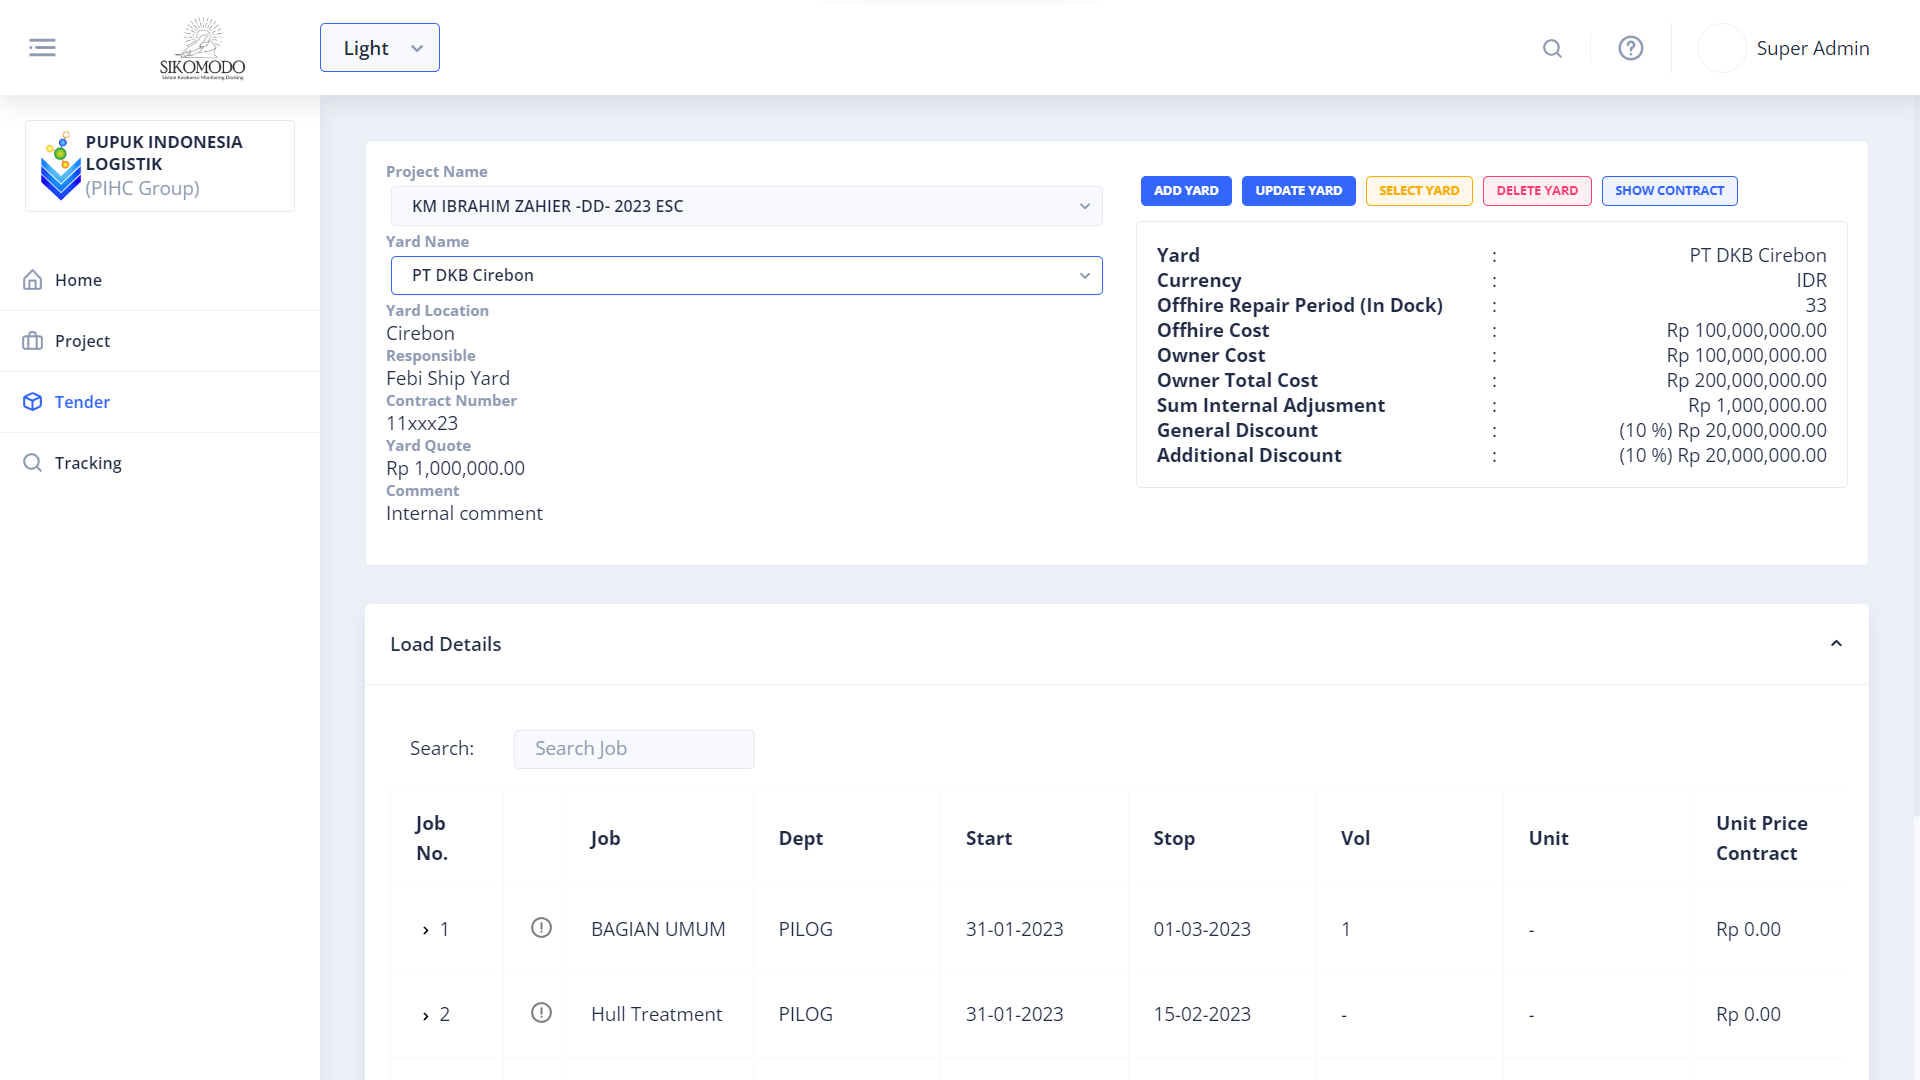 SIKOMODO
Sistem Kolaborasi Monitoring Docking
Light
Super Admin
PUPUK INDONESIA
LOGISTIK
(PIHC Group)
Home
Project
Tender
Tracking
Project Name
KM IBRAHIM ZAHIER -DD- 2023 ESC
Yard Name
PT DKB Cirebon
Yard Location
Cirebon
Responsible
Febi Ship Yard
Contract Number
11xxx23
Yard Quote
Rp 1,000,000.00
Comment
Internal comment
ADD YARD UPDATE YARD SELECT YARD DELETE YARD SHOW CONTRACT
Yard : PT DKB Cirebon
Currency : IDR
Offhire Repair Period (In Dock) : 33
Offhire Cost : Rp 100,000,000.00
Owner Cost : Rp 100,000,000.00
Owner Total Cost : Rp 200,000,000.00
Sum Internal Adjusment : Rp 1,000,000.00
General Discount : (10 %) Rp 20,000,000.00
Additional Discount : (10 %) Rp 20,000,000.00
Load Details
Search: Search Job
Job No. Job Dept Start Stop Vol Unit Unit Price Contract
1 BAGIAN UMUM PILOG 31-01-2023 01-03-2023 1 - Rp 0.00
2 Hull Treatment PILOG 31-01-2023 15-02-2023 - - Rp 0.00